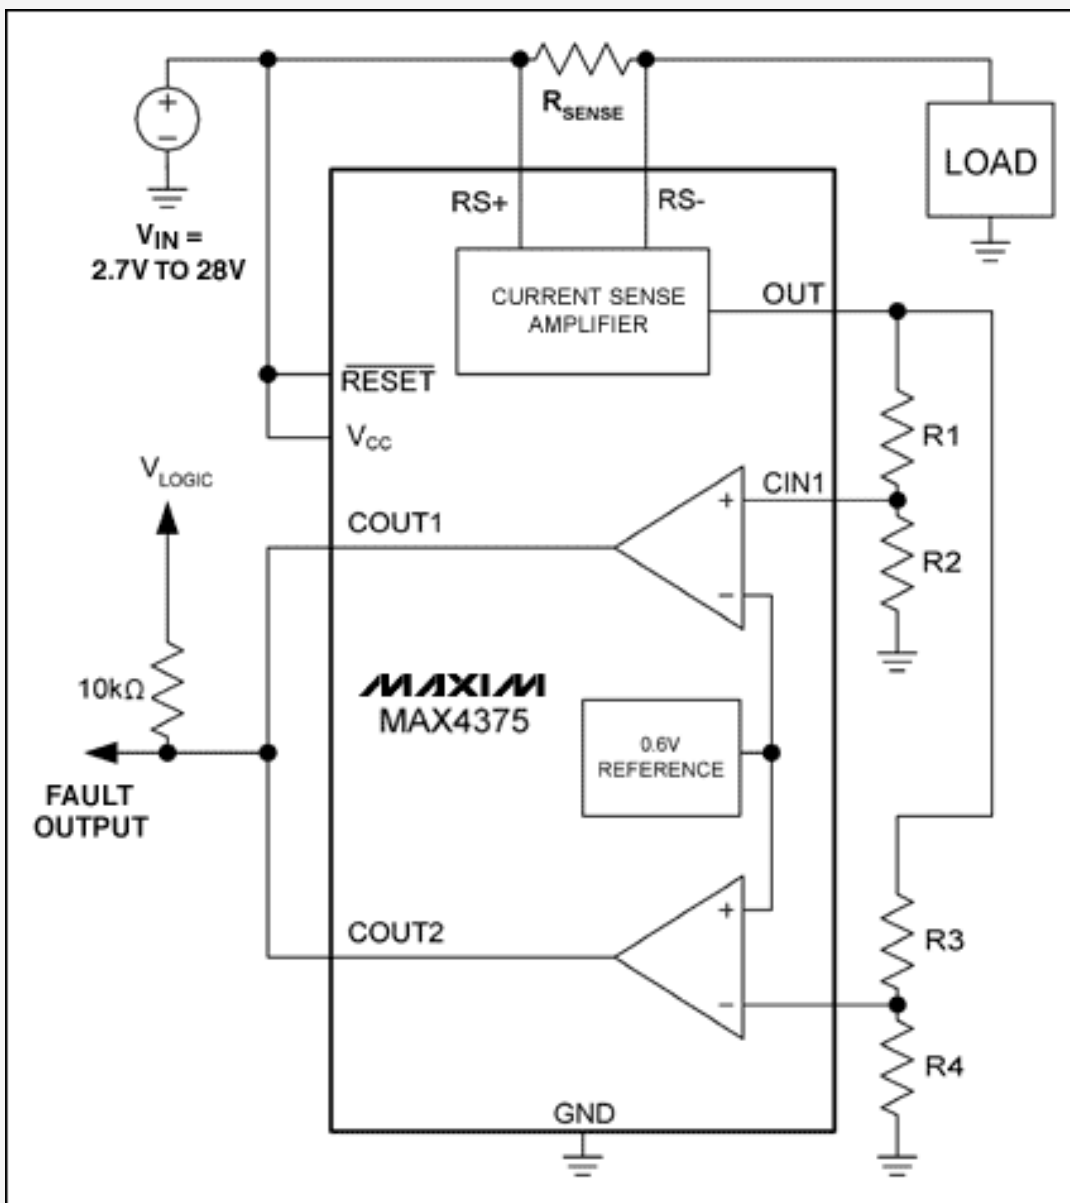 +
−
R_SENSE
LOAD
RS+
RS-
V_IN =
2.7V TO 28V
CURRENT SENSE
AMPLIFIER
OUT
RESET
V_CC
R1
V_LOGIC
CIN1
+
COUT1
R2
−
10kΩ
MAXIM
MAX4375
0.6V
REFERENCE
FAULT
OUTPUT
+
COUT2
R3
−
R4
GND